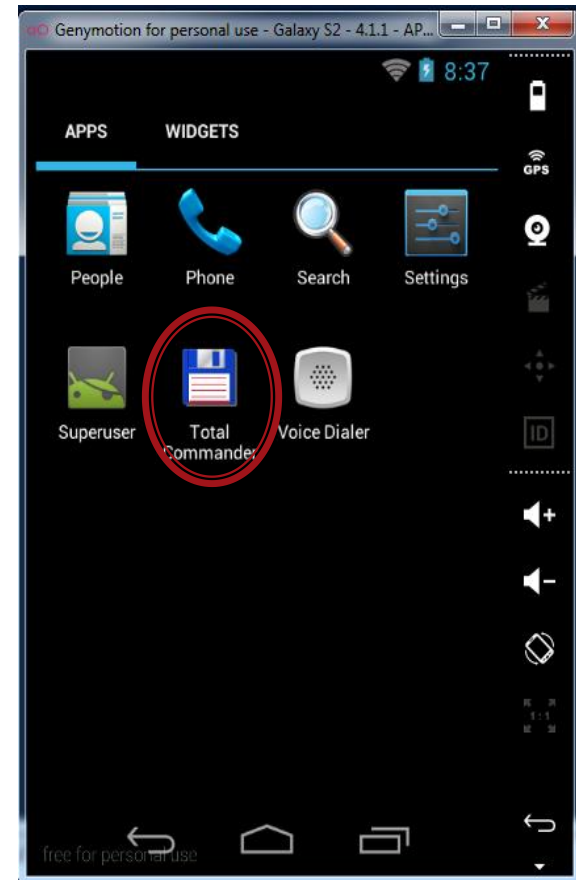 Genymotion for personal use - Galaxy S2 - 4.1.1 - AP...
8:37
APPS WIDGETS
GPS
People Phone Search Settings
Superuser Total Commander Voice Dialer
ID
+
-
1:1
free for personal use